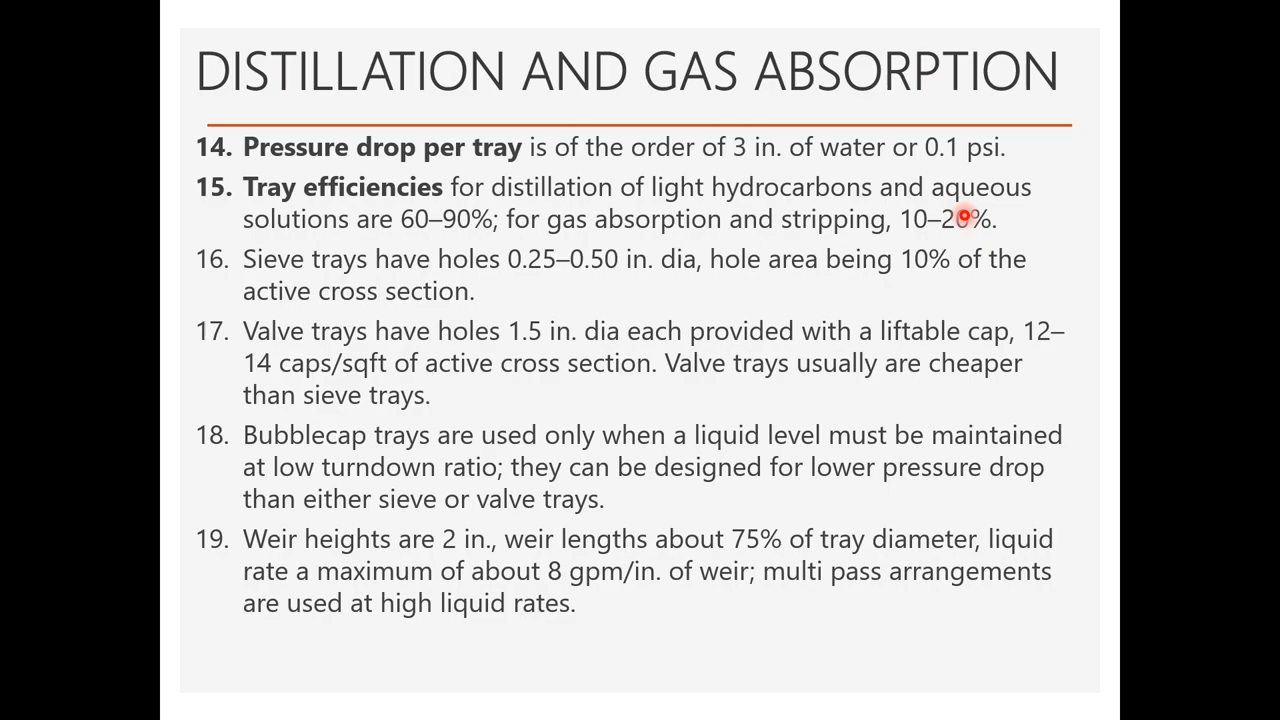 DISTILLATION AND GAS ABSORPTION
14. Pressure drop per tray is of the order of 3 in. of water or 0.1 psi.
15. Tray efficiencies for distillation of light hydrocarbons and aqueous
solutions are 60–90%; for gas absorption and stripping, 10–20%.
16. Sieve trays have holes 0.25–0.50 in. dia, hole area being 10% of the
active cross section.
17. Valve trays have holes 1.5 in. dia each provided with a liftable cap, 12–
14 caps/sqft of active cross section. Valve trays usually are cheaper
than sieve trays.
18. Bubblecap trays are used only when a liquid level must be maintained
at low turndown ratio; they can be designed for lower pressure drop
than either sieve or valve trays.
19. Weir heights are 2 in., weir lengths about 75% of tray diameter, liquid
rate a maximum of about 8 gpm/in. of weir; multi pass arrangements
are used at high liquid rates.